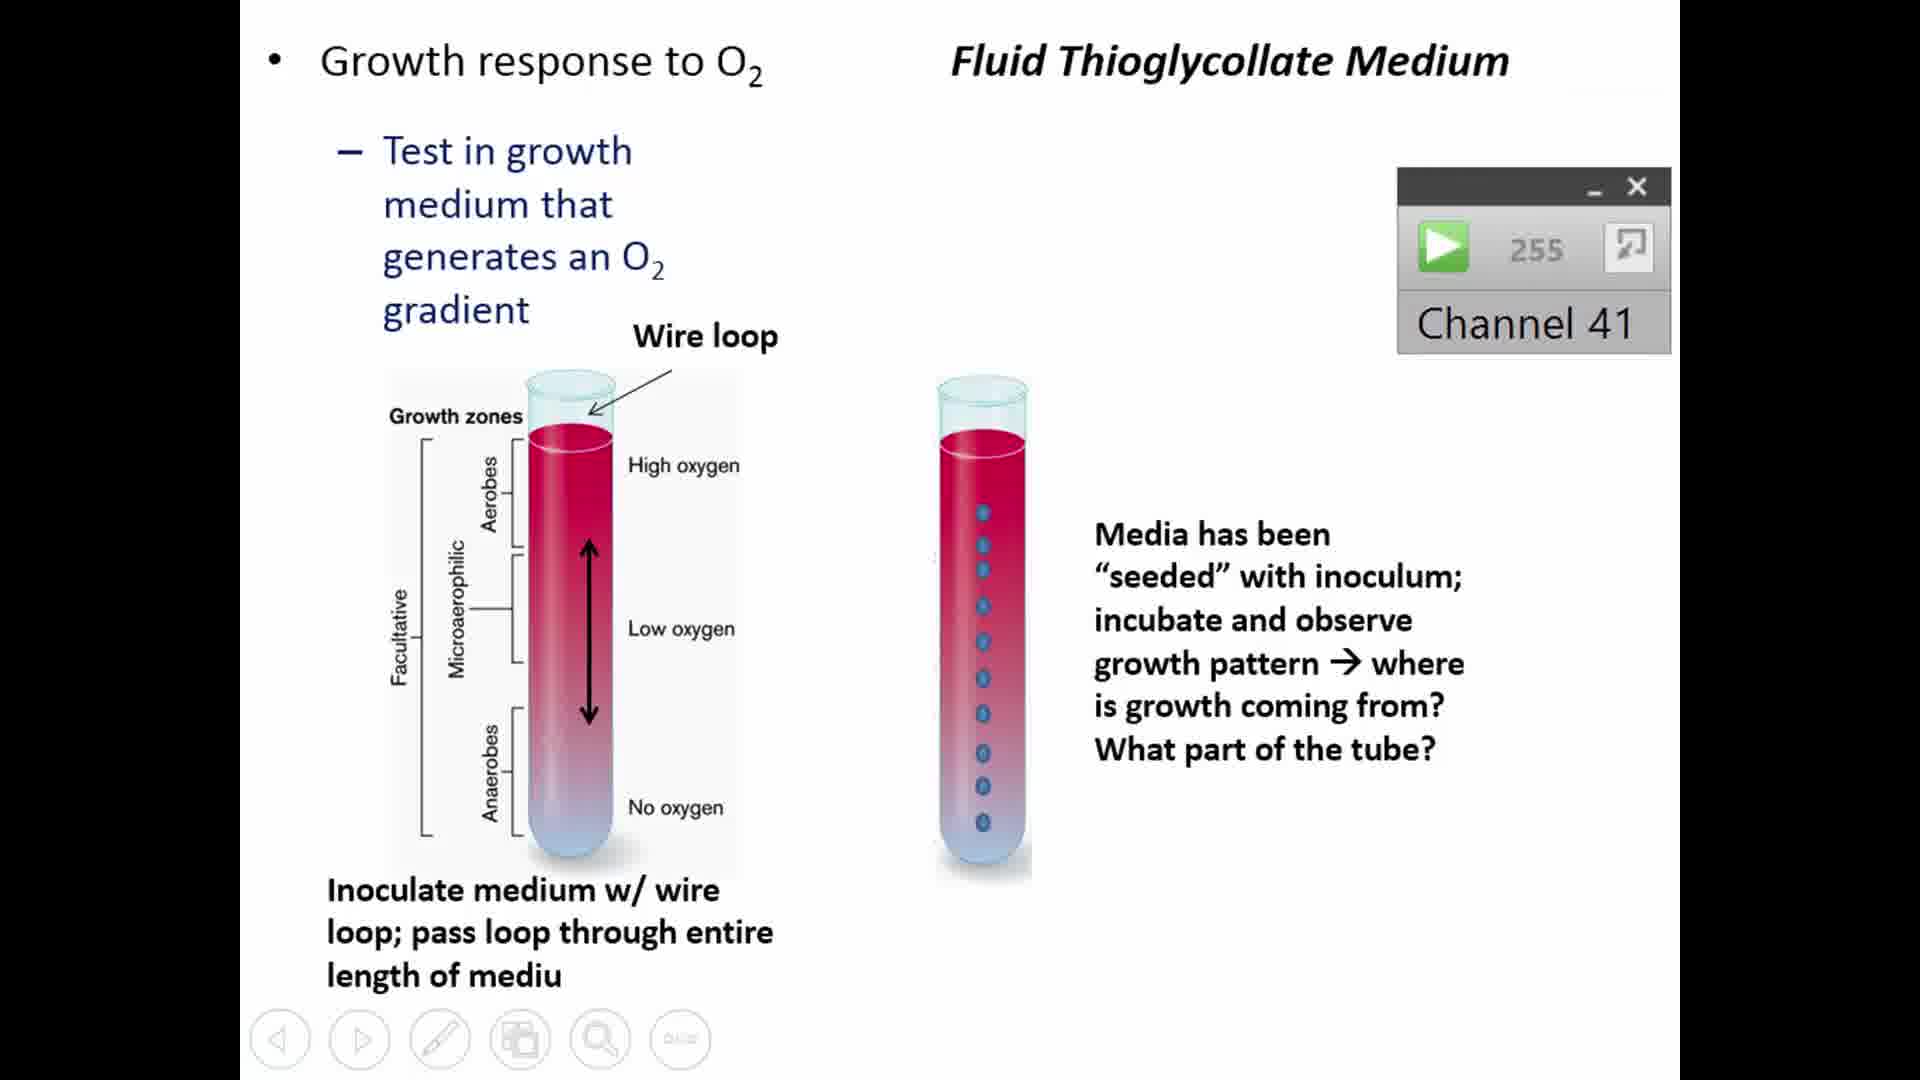 • Growth response to O2
Fluid Thioglycollate Medium
– Test in growth
medium that
generates an O2
gradient
255
Channel 41
Wire loop
Growth zones
Aerobes
Microaerophilic
Facultative
Anaerobes
High oxygen
Low oxygen
No oxygen
Media has been
“seeded” with inoculum;
incubate and observe
growth pattern → where
is growth coming from?
What part of the tube?
Inoculate medium w/ wire
loop; pass loop through entire
length of mediu